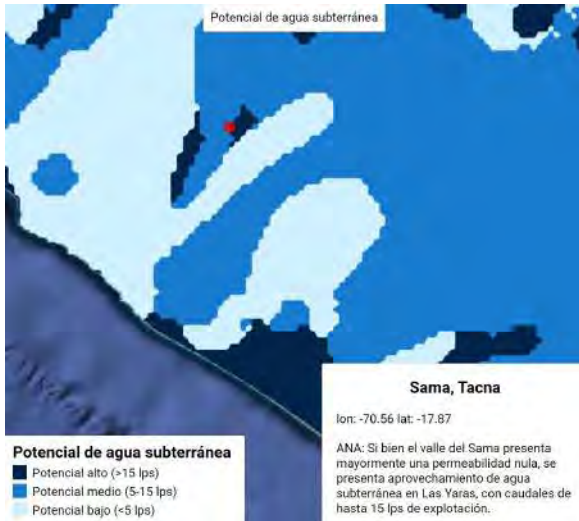 Potencial de agua subterránea
Sama, Tacna
lon: -70.56 lat: -17.87
ANA: Si bien el valle del Sama presenta
mayormente una permeabilidad nula, se
presenta aprovechamiento de agua
subterránea en Las Yaras, con caudales de
hasta 15 lps de explotación.
Potencial de agua subterránea
Potencial alto (>15 lps)
Potencial medio (5-15 lps)
Potencial bajo (<5 lps)